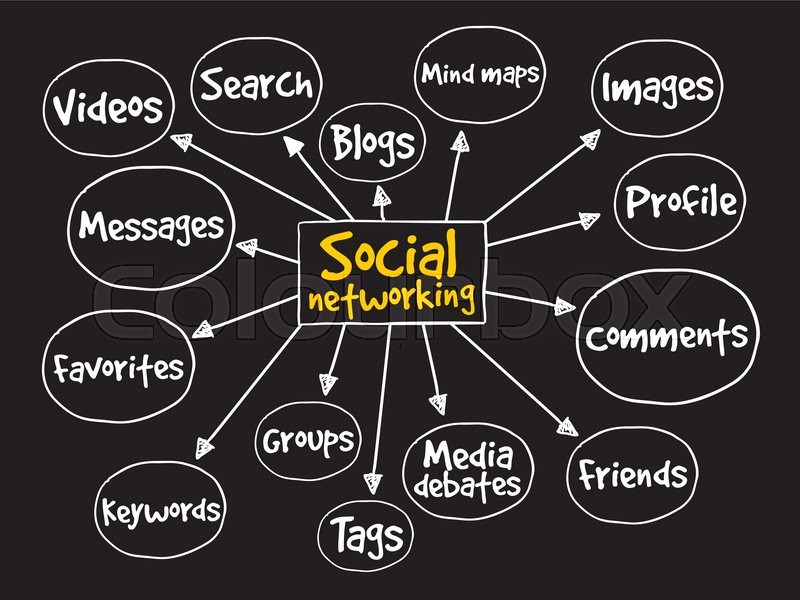 Videos
Search
Mind maps
Images
Blogs
Messages
Profile
Social
networking
colourbox
Favorites
comments
Groups
Media
debates
friends
Keywords
Tags